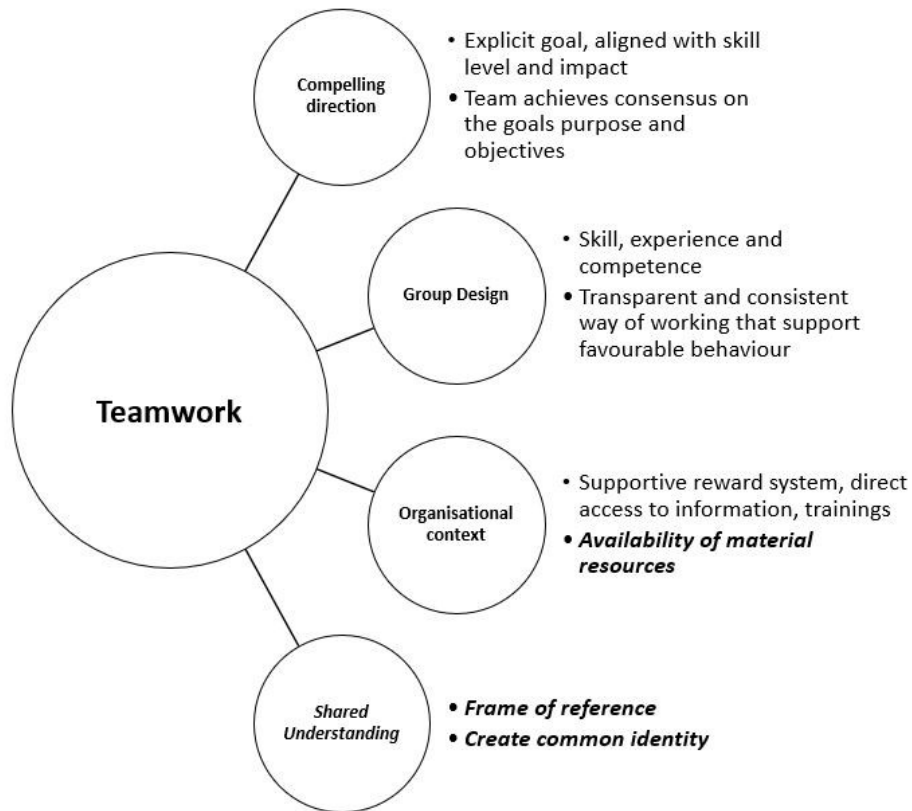 Compelling
direction
• Explicit goal, aligned with skill
level and impact
• Team achieves consensus on
the goals purpose and
objectives
Group Design
• Skill, experience and
competence
• Transparent and consistent
way of working that support
favourable behaviour
Teamwork
Organisational
context
• Supportive reward system, direct
access to information, trainings
• Availability of material
resources
Shared
Understanding
• Frame of reference
• Create common identity